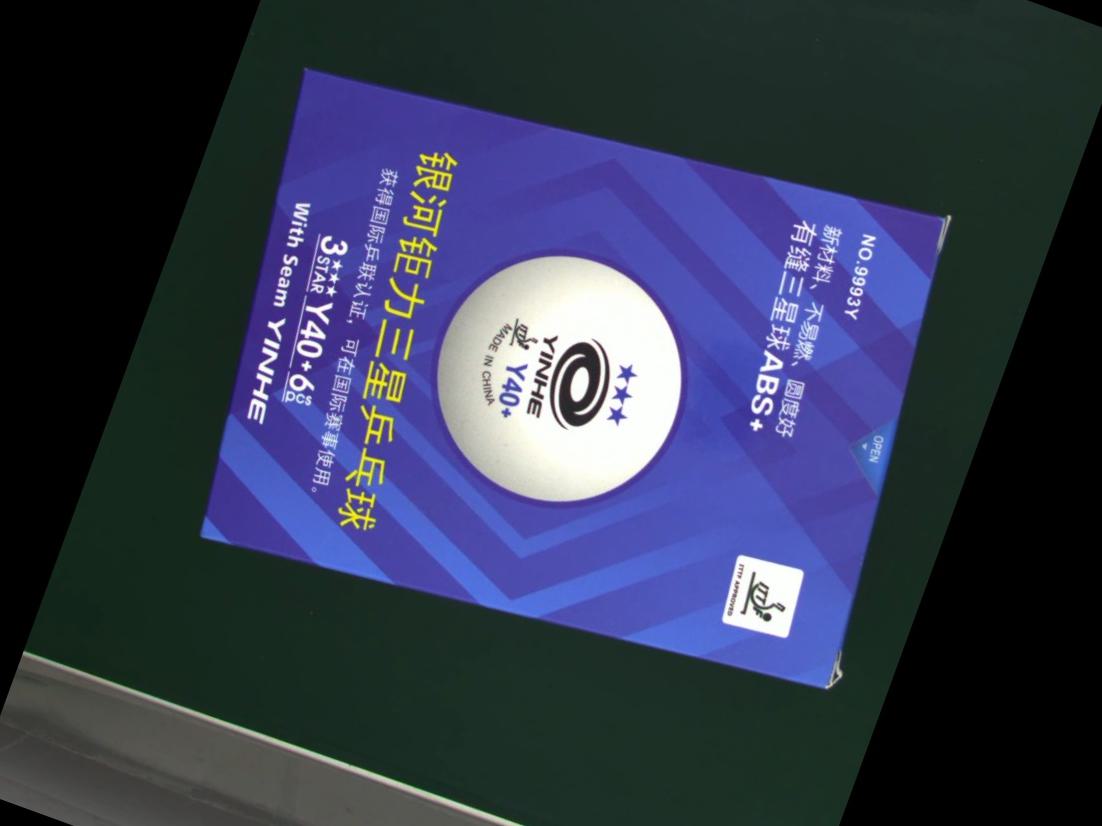 NO.9993Y
新材料、不易燃、圆度好
有缝三星球ABS+
OPEN
ITTF APPROVED
★★★
YINHE
Y40+
MADE IN CHINA
银河钜力三星乒乓球
获得国际乒联认证，可在国际赛事使用。
3★★★ STAR Y40+ 6PCS
With Seam YINHE